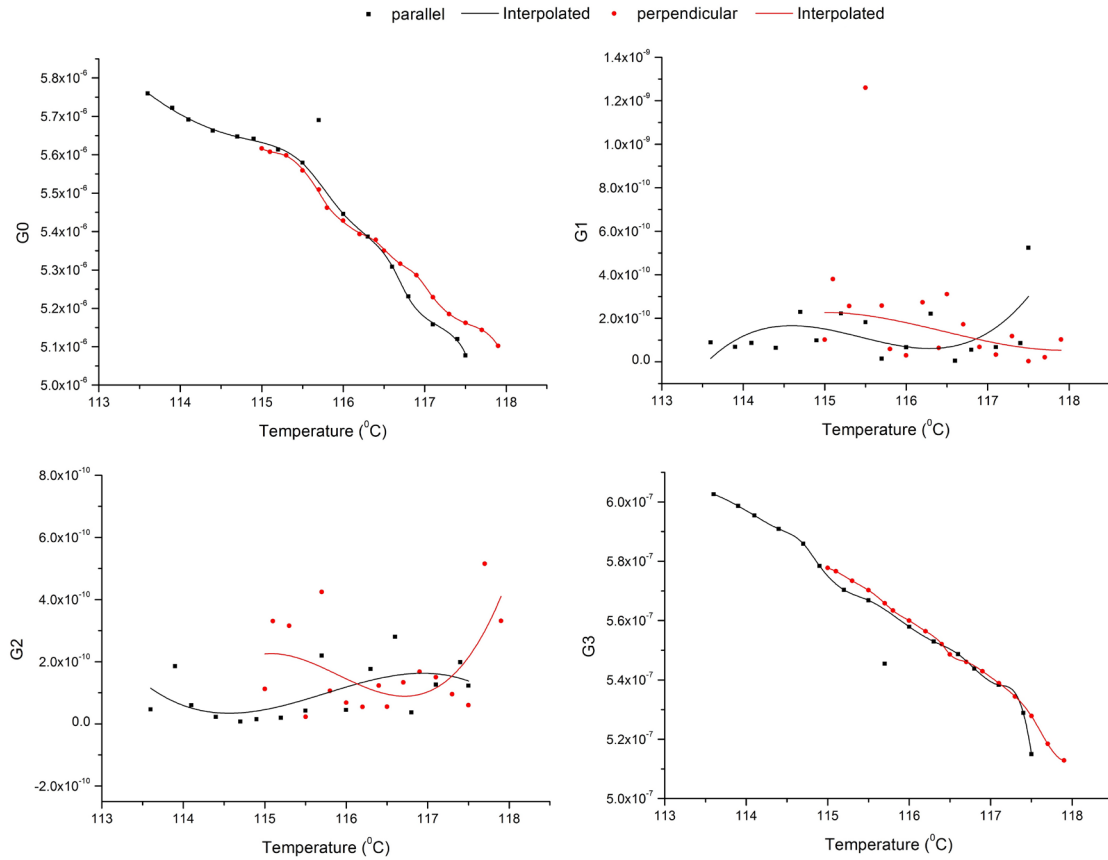 parallel Interpolated perpendicular Interpolated
5.8x10⁻⁶
5.7x10⁻⁶
5.6x10⁻⁶
5.5x10⁻⁶
5.4x10⁻⁶
5.3x10⁻⁶
5.2x10⁻⁶
5.1x10⁻⁶
5.0x10⁻⁶
G0
113 114 115 116 117 118
Temperature (⁰C)
1.4x10⁻⁹
1.2x10⁻⁹
1.0x10⁻⁹
8.0x10⁻¹⁰
6.0x10⁻¹⁰
4.0x10⁻¹⁰
2.0x10⁻¹⁰
0.0
G1
113 114 115 116 117 118
Temperature (⁰C)
8.0x10⁻¹⁰
6.0x10⁻¹⁰
4.0x10⁻¹⁰
2.0x10⁻¹⁰
0.0
-2.0x10⁻¹⁰
G2
113 114 115 116 117 118
Temperature (⁰C)
6.0x10⁻⁷
5.8x10⁻⁷
5.6x10⁻⁷
5.4x10⁻⁷
5.2x10⁻⁷
5.0x10⁻⁷
G3
113 114 115 116 117 118
Temperature (⁰C)